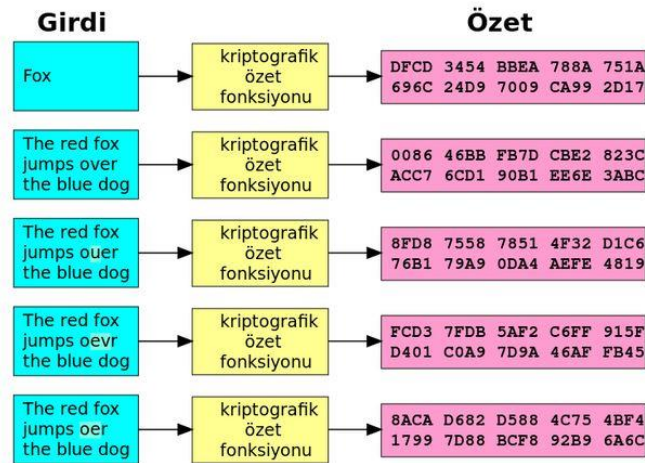 Girdi
Özet
Fox
kriptografik
özet
fonksiyonu
DFCD 3454 BBEA 788A 751A
696C 24D9 7009 CA99 2D17
The red fox
jumps over
the blue dog
kriptografik
özet
fonksiyonu
0086 46BB FB7D CBE2 823C
ACC7 6CD1 90B1 EE6E 3ABC
The red fox
jumps ouer
the blue dog
kriptografik
özet
fonksiyonu
8FD8 7558 7851 4F32 D1C6
76B1 79A9 0DA4 AEFE 4819
The red fox
jumps oevr
the blue dog
kriptografik
özet
fonksiyonu
FCD3 7FDB 5AF2 C6FF 915F
D401 C0A9 7D9A 46AF FB45
The red fox
jumps oer
the blue dog
kriptografik
özet
fonksiyonu
8ACA D682 D588 4C75 4BF4
1799 7D88 BCF8 92B9 6A6C